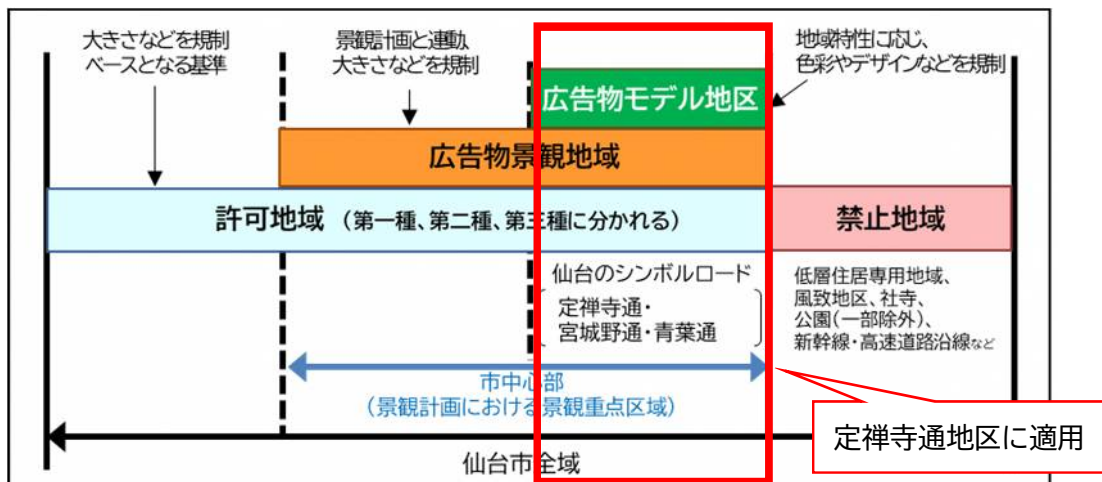 大きさなどを規制
ベースとなる基準
景観計画と連動、
大きさなどを規制
地域特性に応じ、
色彩やデザインなどを規制
広告物モデル地区
広告物景観地域
許可地域 （第一種、第二種、第三種に分かれる）
禁止地域
仙台のシンボルロード
定禅寺通・
宮城野通・青葉通
低層住居専用地域、
風致地区、社寺、
公園（一部除外）、
新幹線・高速道路沿線など
市中心部
（景観計画における景観重点区域）
定禅寺通地区に適用
仙台市全域